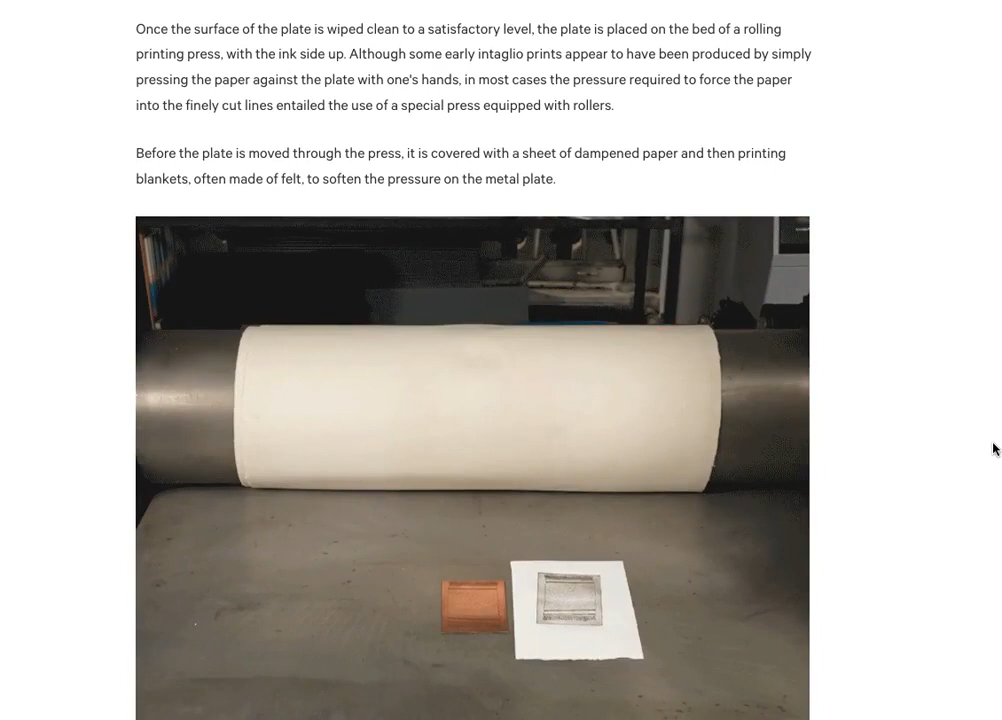 Once the surface of the plate is wiped clean to a satisfactory level, the plate is placed on the bed of a rolling
printing press, with the ink side up. Although some early intaglio prints appear to have been produced by simply
pressing the paper against the plate with one's hands, in most cases the pressure required to force the paper
into the finely cut lines entailed the use of a special press equipped with rollers.
Before the plate is moved through the press, it is covered with a sheet of dampened paper and then printing
blankets, often made of felt, to soften the pressure on the metal plate.